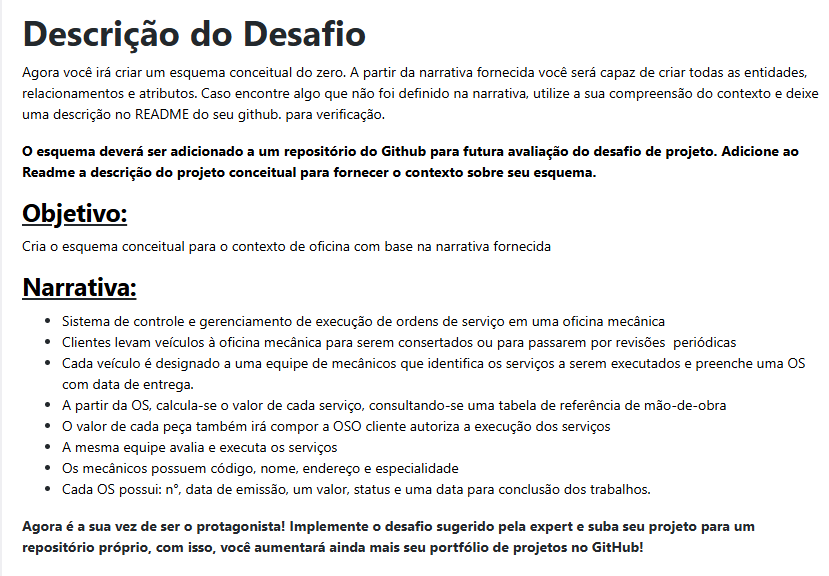 Descrição do Desafio
Agora você irá criar um esquema conceitual do zero. A partir da narrativa fornecida você será capaz de criar todas as entidades,
relacionamentos e atributos. Caso encontre algo que não foi definido na narrativa, utilize a sua compreensão do contexto e deixe
uma descrição no README do seu github. para verificação.
O esquema deverá ser adicionado a um repositório do Github para futura avaliação do desafio de projeto. Adicione ao
Readme a descrição do projeto conceitual para fornecer o contexto sobre seu esquema.
Objetivo:
Cria o esquema conceitual para o contexto de oficina com base na narrativa fornecida
Narrativa:
• Sistema de controle e gerenciamento de execução de ordens de serviço em uma oficina mecânica
• Clientes levam veículos à oficina mecânica para serem consertados ou para passarem por revisões  periódicas
• Cada veículo é designado a uma equipe de mecânicos que identifica os serviços a serem executados e preenche uma OS
com data de entrega.
• A partir da OS, calcula-se o valor de cada serviço, consultando-se uma tabela de referência de mão-de-obra
• O valor de cada peça também irá compor a OSO cliente autoriza a execução dos serviços
• A mesma equipe avalia e executa os serviços
• Os mecânicos possuem código, nome, endereço e especialidade
• Cada OS possui: n°, data de emissão, um valor, status e uma data para conclusão dos trabalhos.
Agora é a sua vez de ser o protagonista! Implemente o desafio sugerido pela expert e suba seu projeto para um
repositório próprio, com isso, você aumentará ainda mais seu portfólio de projetos no GitHub!